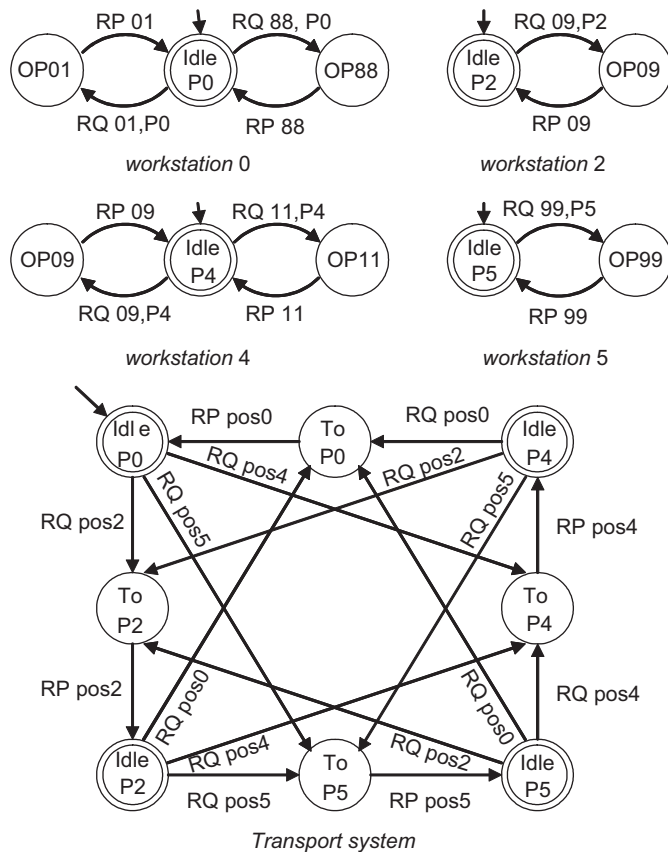 RP 01
RQ 88, P0
RQ 09,P2
OP01
Idle
P0
OP88
Idle
P2
OP09
RQ 01,P0
RP 88
RP 09
workstation 0
workstation 2
RP 09
RQ 11,P4
RQ 99,P5
OP09
Idle
P4
OP11
Idle
P5
OP99
RQ 09,P4
RP 11
RP 99
workstation 4
workstation 5
Idl e
P0
RP pos0
To
P0
RQ pos0
Idle
P4
RQ pos4
RQ pos2
RQ pos5
RQ pos5
RQ pos2
RP pos4
To
P2
To
P4
RP pos2
RQ pos0
RQ pos0
RQ pos4
RQ pos4
RQ pos2
Idle
P2
RQ pos5
To
P5
RP pos5
Idle
P5
Transport system